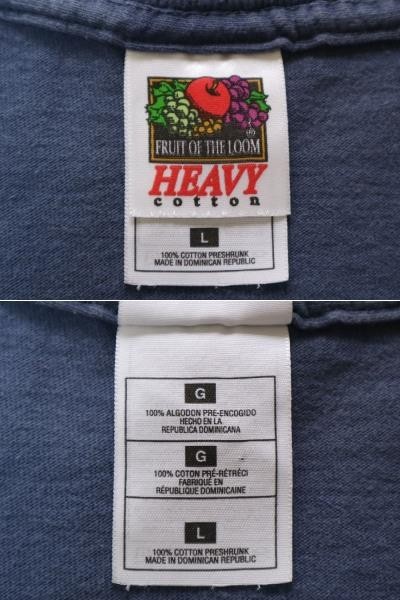 FRUIT OF THE LOOM
®
HEAVY
cotton
L
100% COTTON PRESHRUNK
MADE IN DOMINICAN REPUBLIC
G
100% ALGODON PRE-ENCOGIDO
HECHO EN LA
REPUBLICA DOMINICANA
G
100% COTON PRÉ-RÉTRÉCI
FABRIQUÉ EN
RÉPUBLIQUE DOMINICAINE
L
100% COTTON PRESHRUNK
MADE IN DOMINICAN REPUBLIC